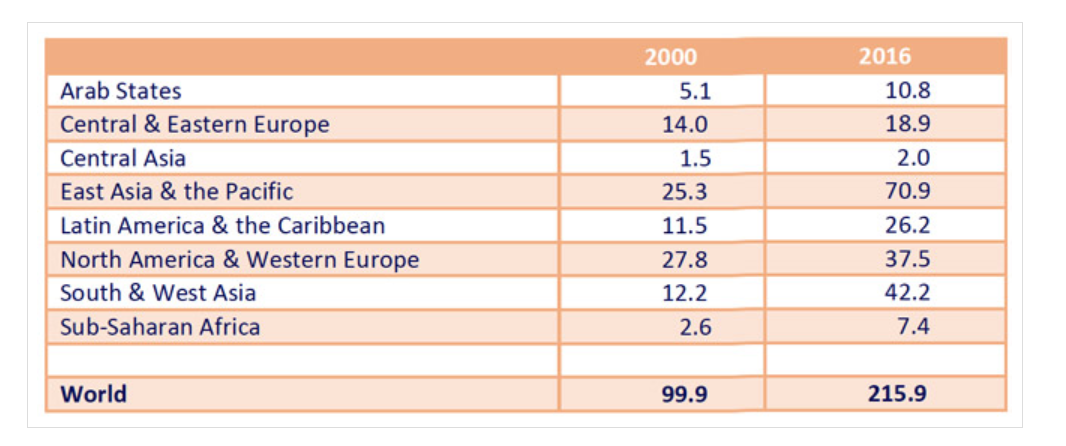 2000 2016
Arab States 5.1 10.8
Central & Eastern Europe 14.0 18.9
Central Asia 1.5 2.0
East Asia & the Pacific 25.3 70.9
Latin America & the Caribbean 11.5 26.2
North America & Western Europe 27.8 37.5
South & West Asia 12.2 42.2
Sub-Saharan Africa 2.6 7.4
World 99.9 215.9